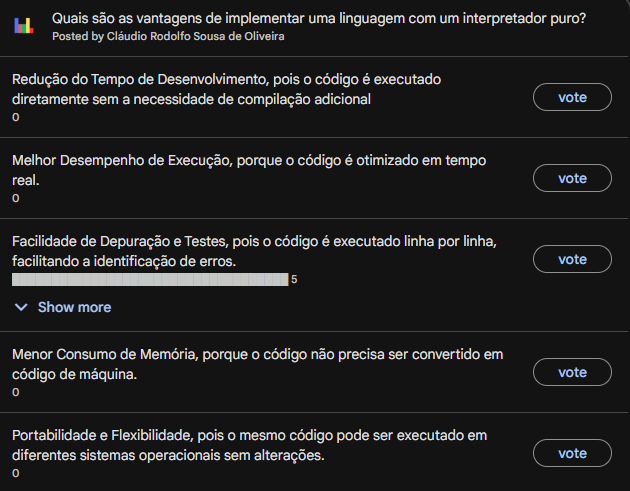 Quais são as vantagens de implementar uma linguagem com um interpretador puro?
Posted by Cláudio Rodolfo Sousa de Oliveira
Redução do Tempo de Desenvolvimento, pois o código é executado
diretamente sem a necessidade de compilação adicional
0
vote
Melhor Desempenho de Execução, porque o código é otimizado em tempo
real.
0
vote
Facilidade de Depuração e Testes, pois o código é executado linha por linha,
facilitando a identificação de erros.
5
vote
Show more
Menor Consumo de Memória, porque o código não precisa ser convertido em
código de máquina.
0
vote
Portabilidade e Flexibilidade, pois o mesmo código pode ser executado em
diferentes sistemas operacionais sem alterações.
0
vote